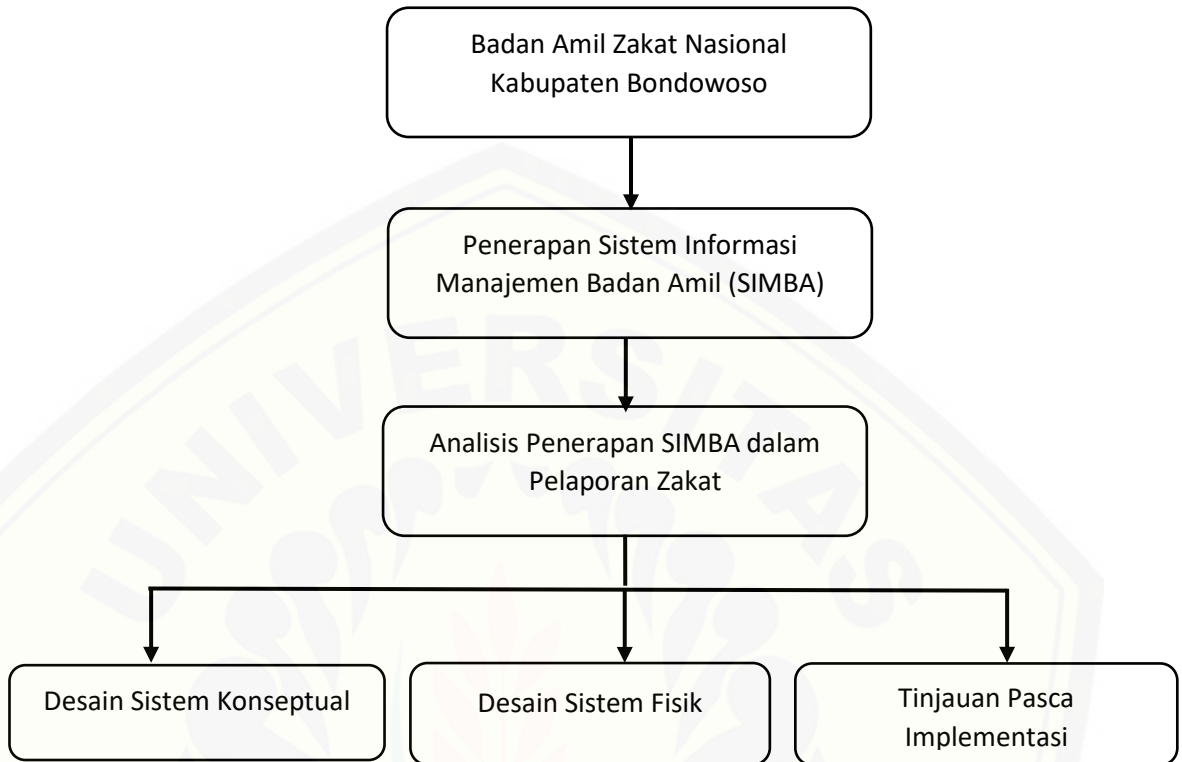 Badan Amil Zakat Nasional
Kabupaten Bondowoso
Penerapan Sistem Informasi
Manajemen Badan Amil (SIMBA)
Analisis Penerapan SIMBA dalam
Pelaporan Zakat
Desain Sistem Konseptual
Desain Sistem Fisik
Tinjauan Pasca
Implementasi
UNIVERSITAS